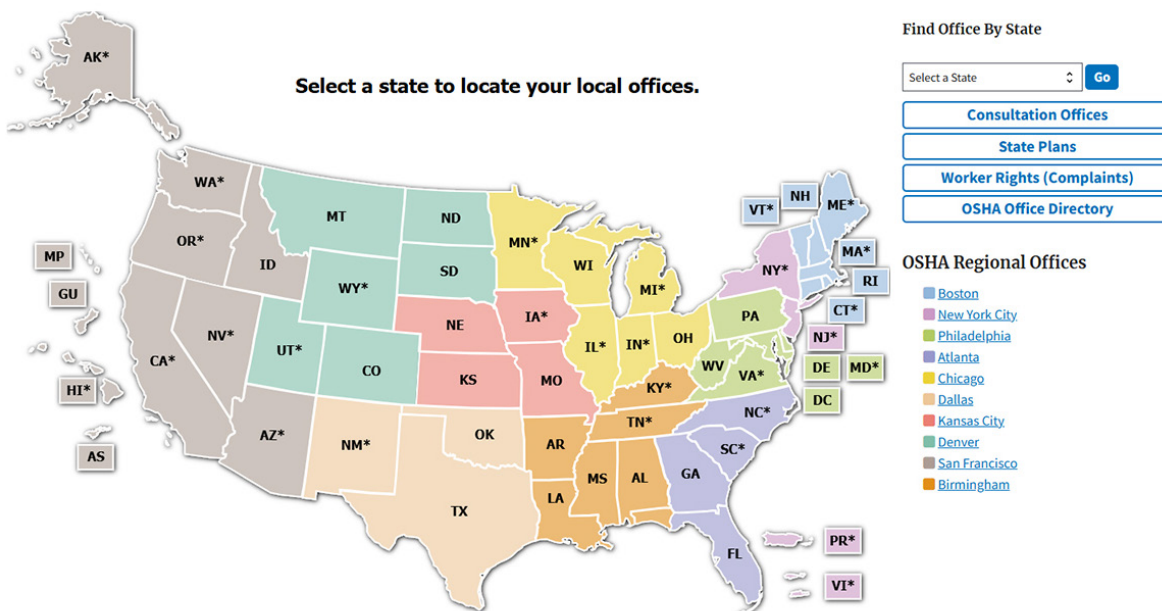 AK*
Select a state to locate your local offices.
WA*
OR*
ID
MT
ND
MN*
WI
MI*
VT*
NH
ME*
MA*
RI
CT*
NY*
NJ*
PA
SD
WY*
MP
GU
CA*
NV*
UT*
CO
NE
IA*
IL*
IN*
OH
WV
VA*
DE
MD*
DC
KS
MO
KY*
HI*
AS
AZ*
NM*
OK
AR
TN*
NC*
SC*
TX
LA
MS
AL
GA
FL
PR*
VI*
Find Office By State
Select a State
Go
Consultation Offices
State Plans
Worker Rights (Complaints)
OSHA Office Directory
OSHA Regional Offices
Boston
New York City
Philadelphia
Atlanta
Chicago
Dallas
Kansas City
Denver
San Francisco
Birmingham